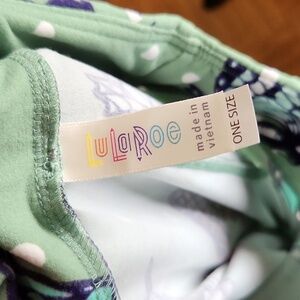 LuLaRoe
made in
vietnam
ONE SIZE